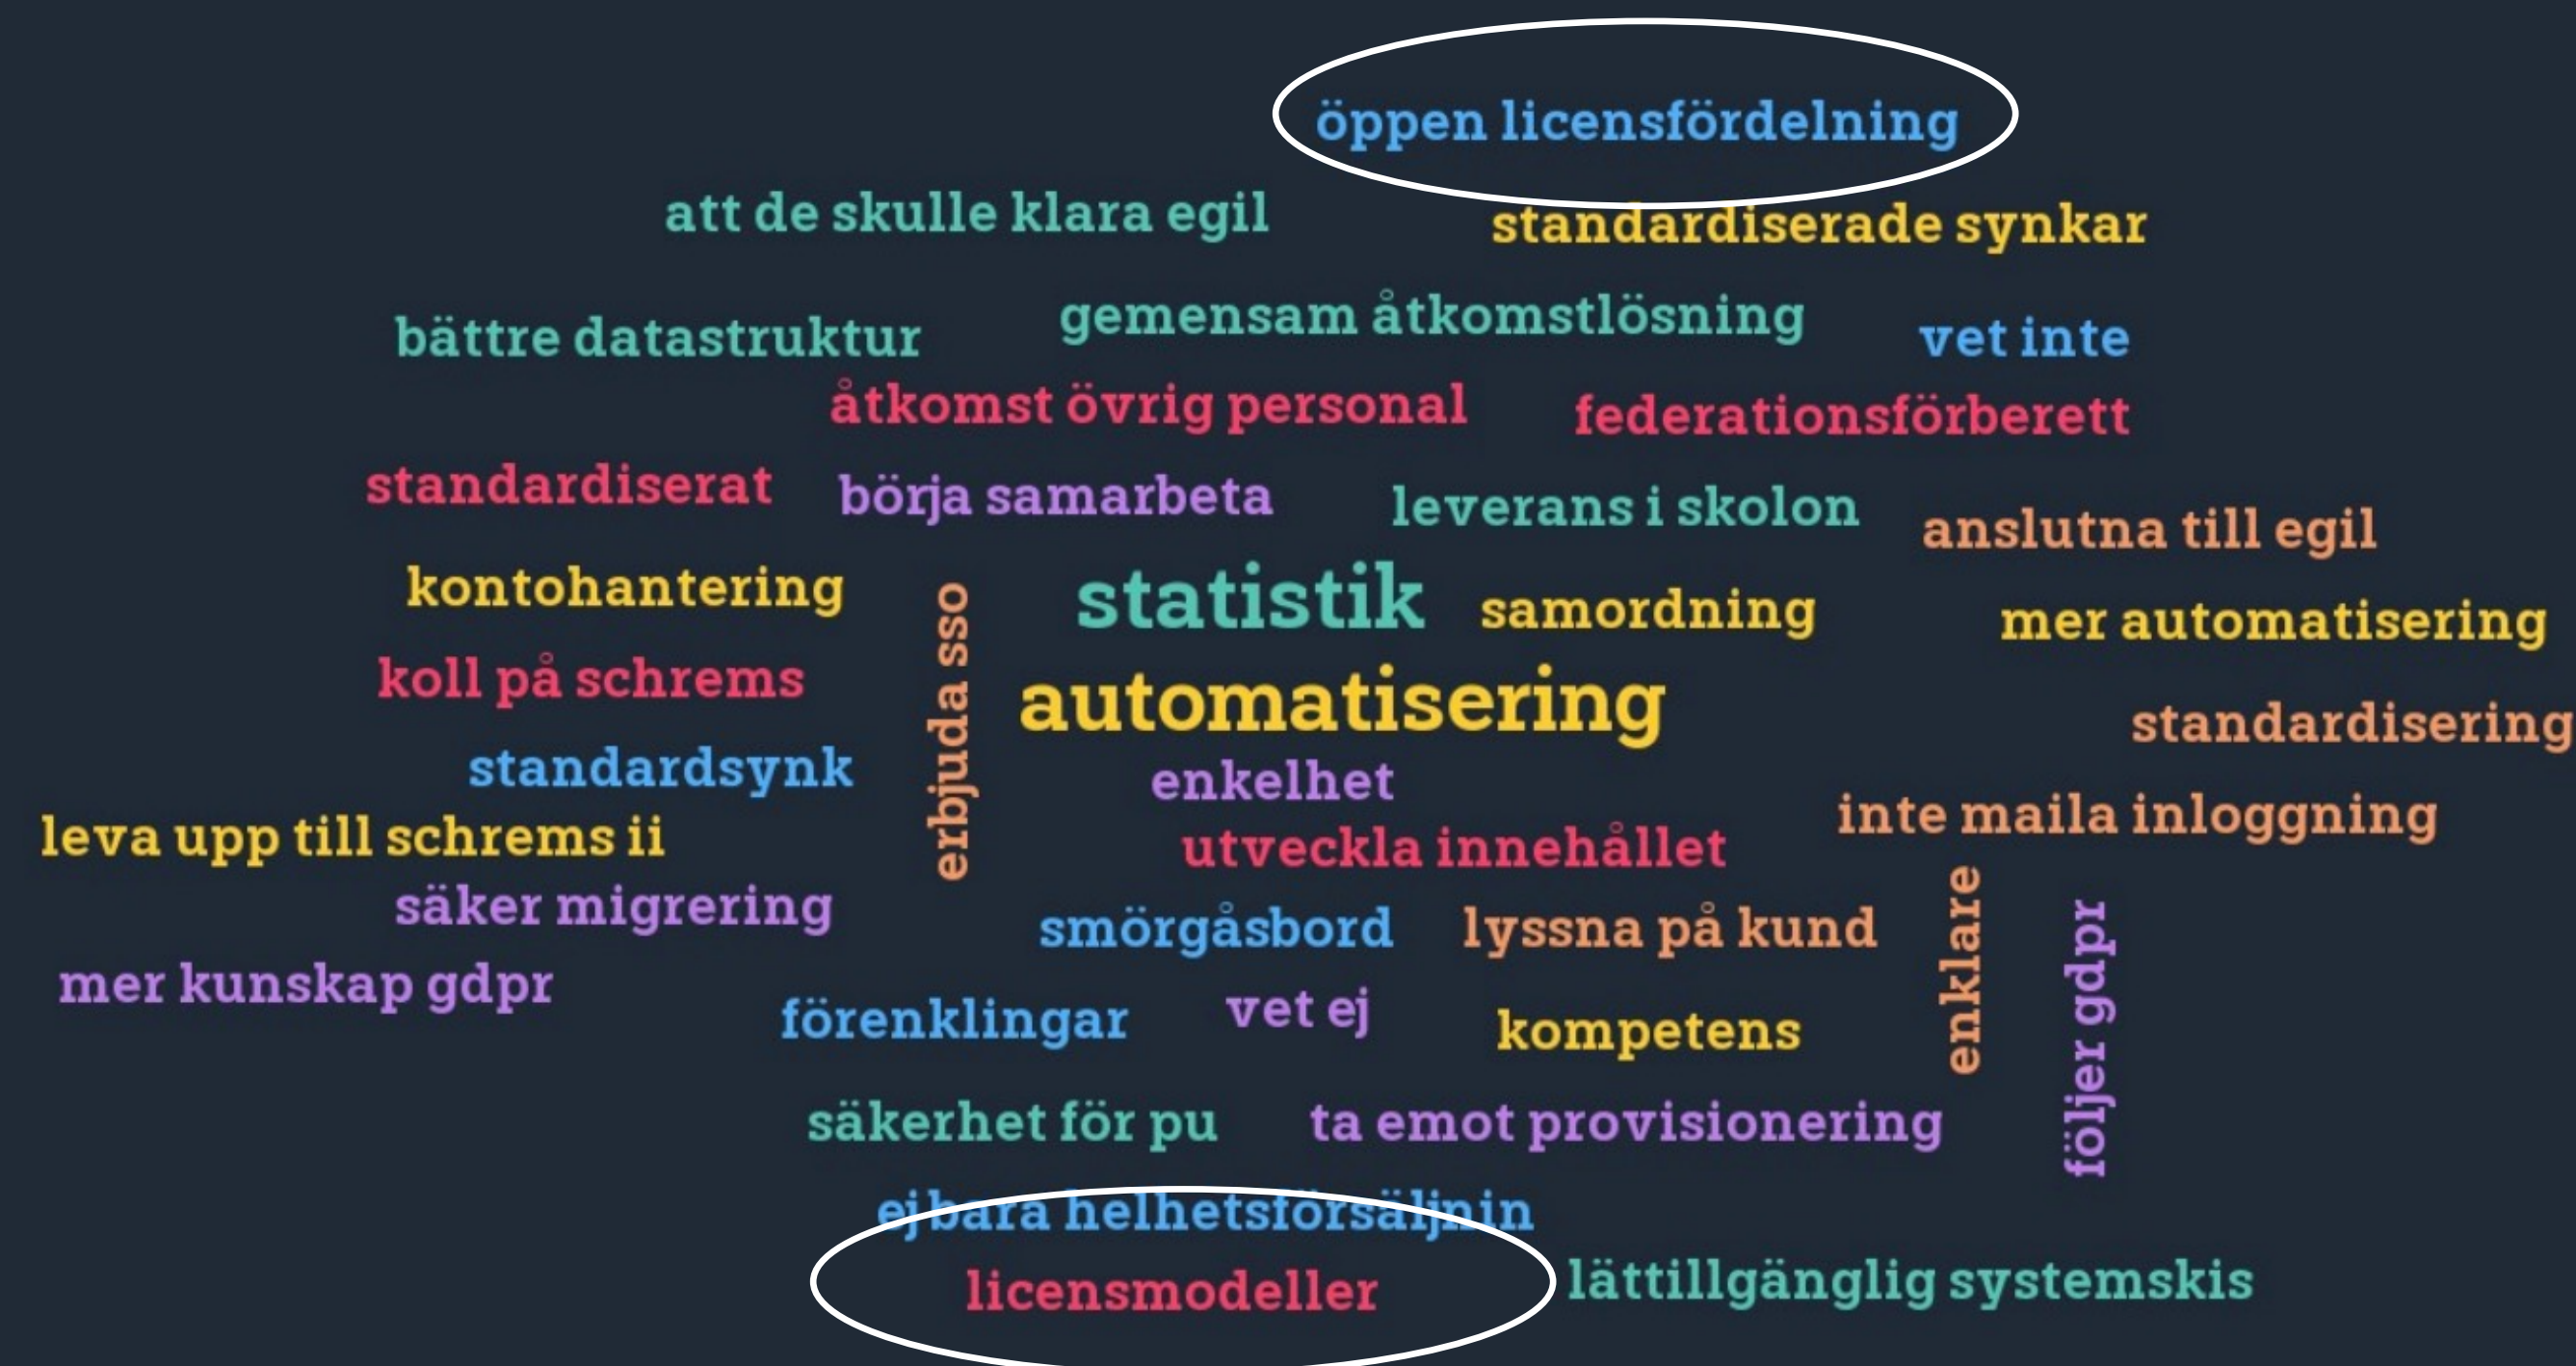 öppen licensfördelning
att de skulle klara egil
standardiserade synkar
bättre datastruktur
gemensam åtkomstlösning
vet inte
åtkomst övrig personal
federationsförberett
standardiserat
börja samarbeta
leverans i skolon
anslutna till egil
kontohantering
erbjuda sso
statistik
samordning
mer automatisering
koll på schrems
automatisering
standardisering
standardsynk
enkelhet
inte maila inloggning
leva upp till schrems ii
utveckla innehållet
säker migrering
smörgåsbord
lyssna på kund
enklare
följer gdpr
mer kunskap gdpr
förenklingar
vet ej
kompetens
säkerhet för pu
ta emot provisionering
ej bara helhetsförsäljnin
licensmodeller
lättillgänglig systemskis